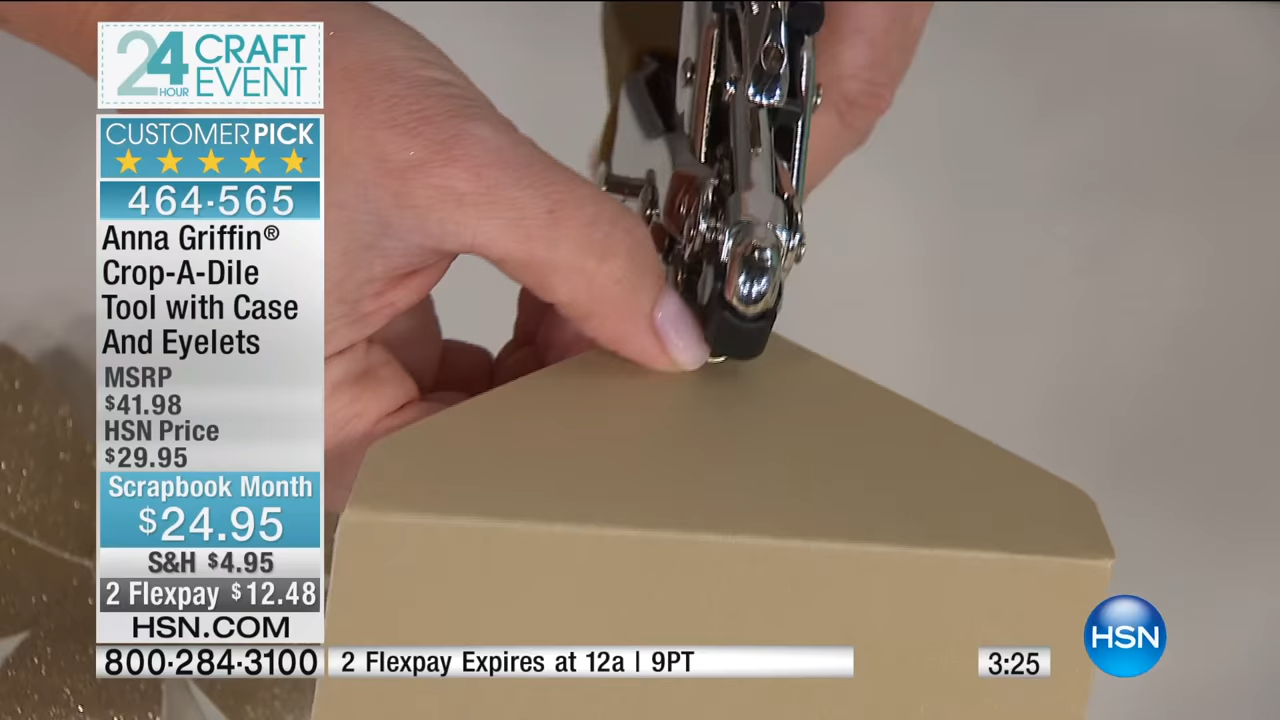 24 HOUR CRAFT EVENT
CUSTOMER PICK
464·565
Anna Griffin®
Crop-A-Dile
Tool with Case
And Eyelets
MSRP
$41.98
HSN Price
$29.95
Scrapbook Month
$24.95
S&H $4.95
2 Flexpay $12.48
HSN.COM
800·284·3100
2 Flexpay Expires at 12a | 9PT
3:25
HSN